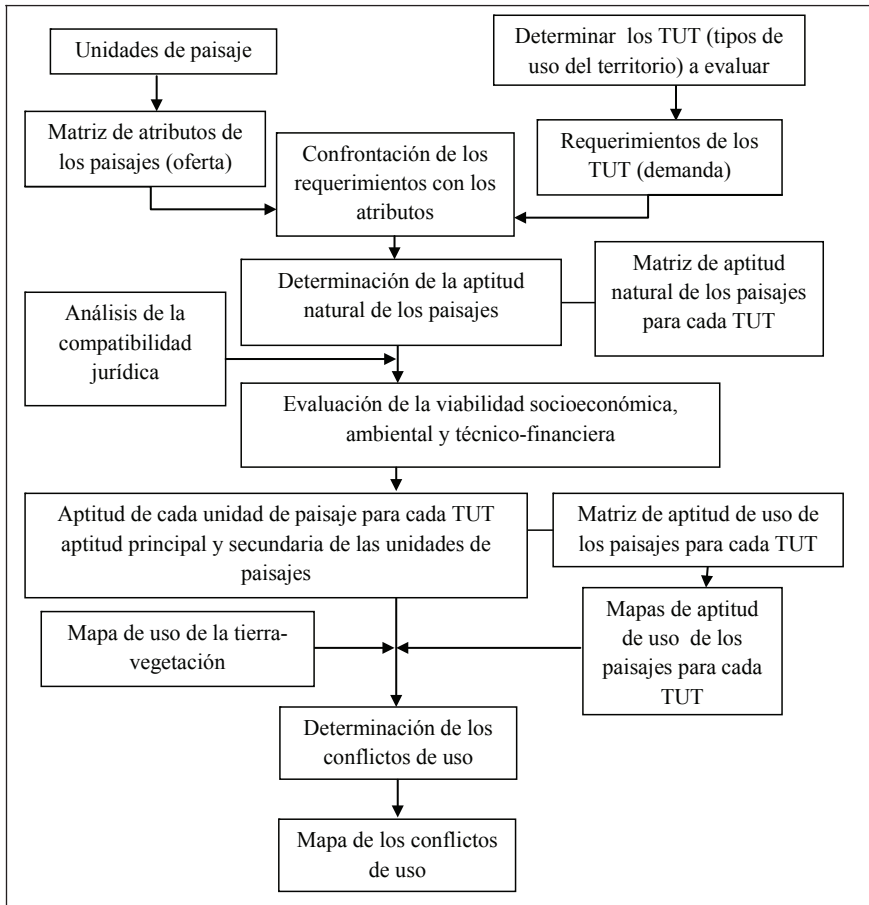 Unidades de paisaje
Determinar los TUT (tipos de
uso del territorio) a evaluar
Matriz de atributos de
los paisajes (oferta)
Confrontación de los
requerimientos con los
atributos
Requerimientos de los
TUT (demanda)
Determinación de la aptitud
natural de los paisajes
Matriz de aptitud
natural de los paisajes
para cada TUT
Análisis de la
compatibilidad
jurídica
Evaluación de la viabilidad socioeconómica,
ambiental y técnico-financiera
Aptitud de cada unidad de paisaje para cada TUT
aptitud principal y secundaria de las unidades de
paisajes
Matriz de aptitud de uso de
los paisajes para cada TUT
Mapa de uso de la tierra-
vegetación
Mapas de aptitud
de uso de los
paisajes para cada
TUT
Determinación de los
conflictos de uso
Mapa de los conflictos
de uso